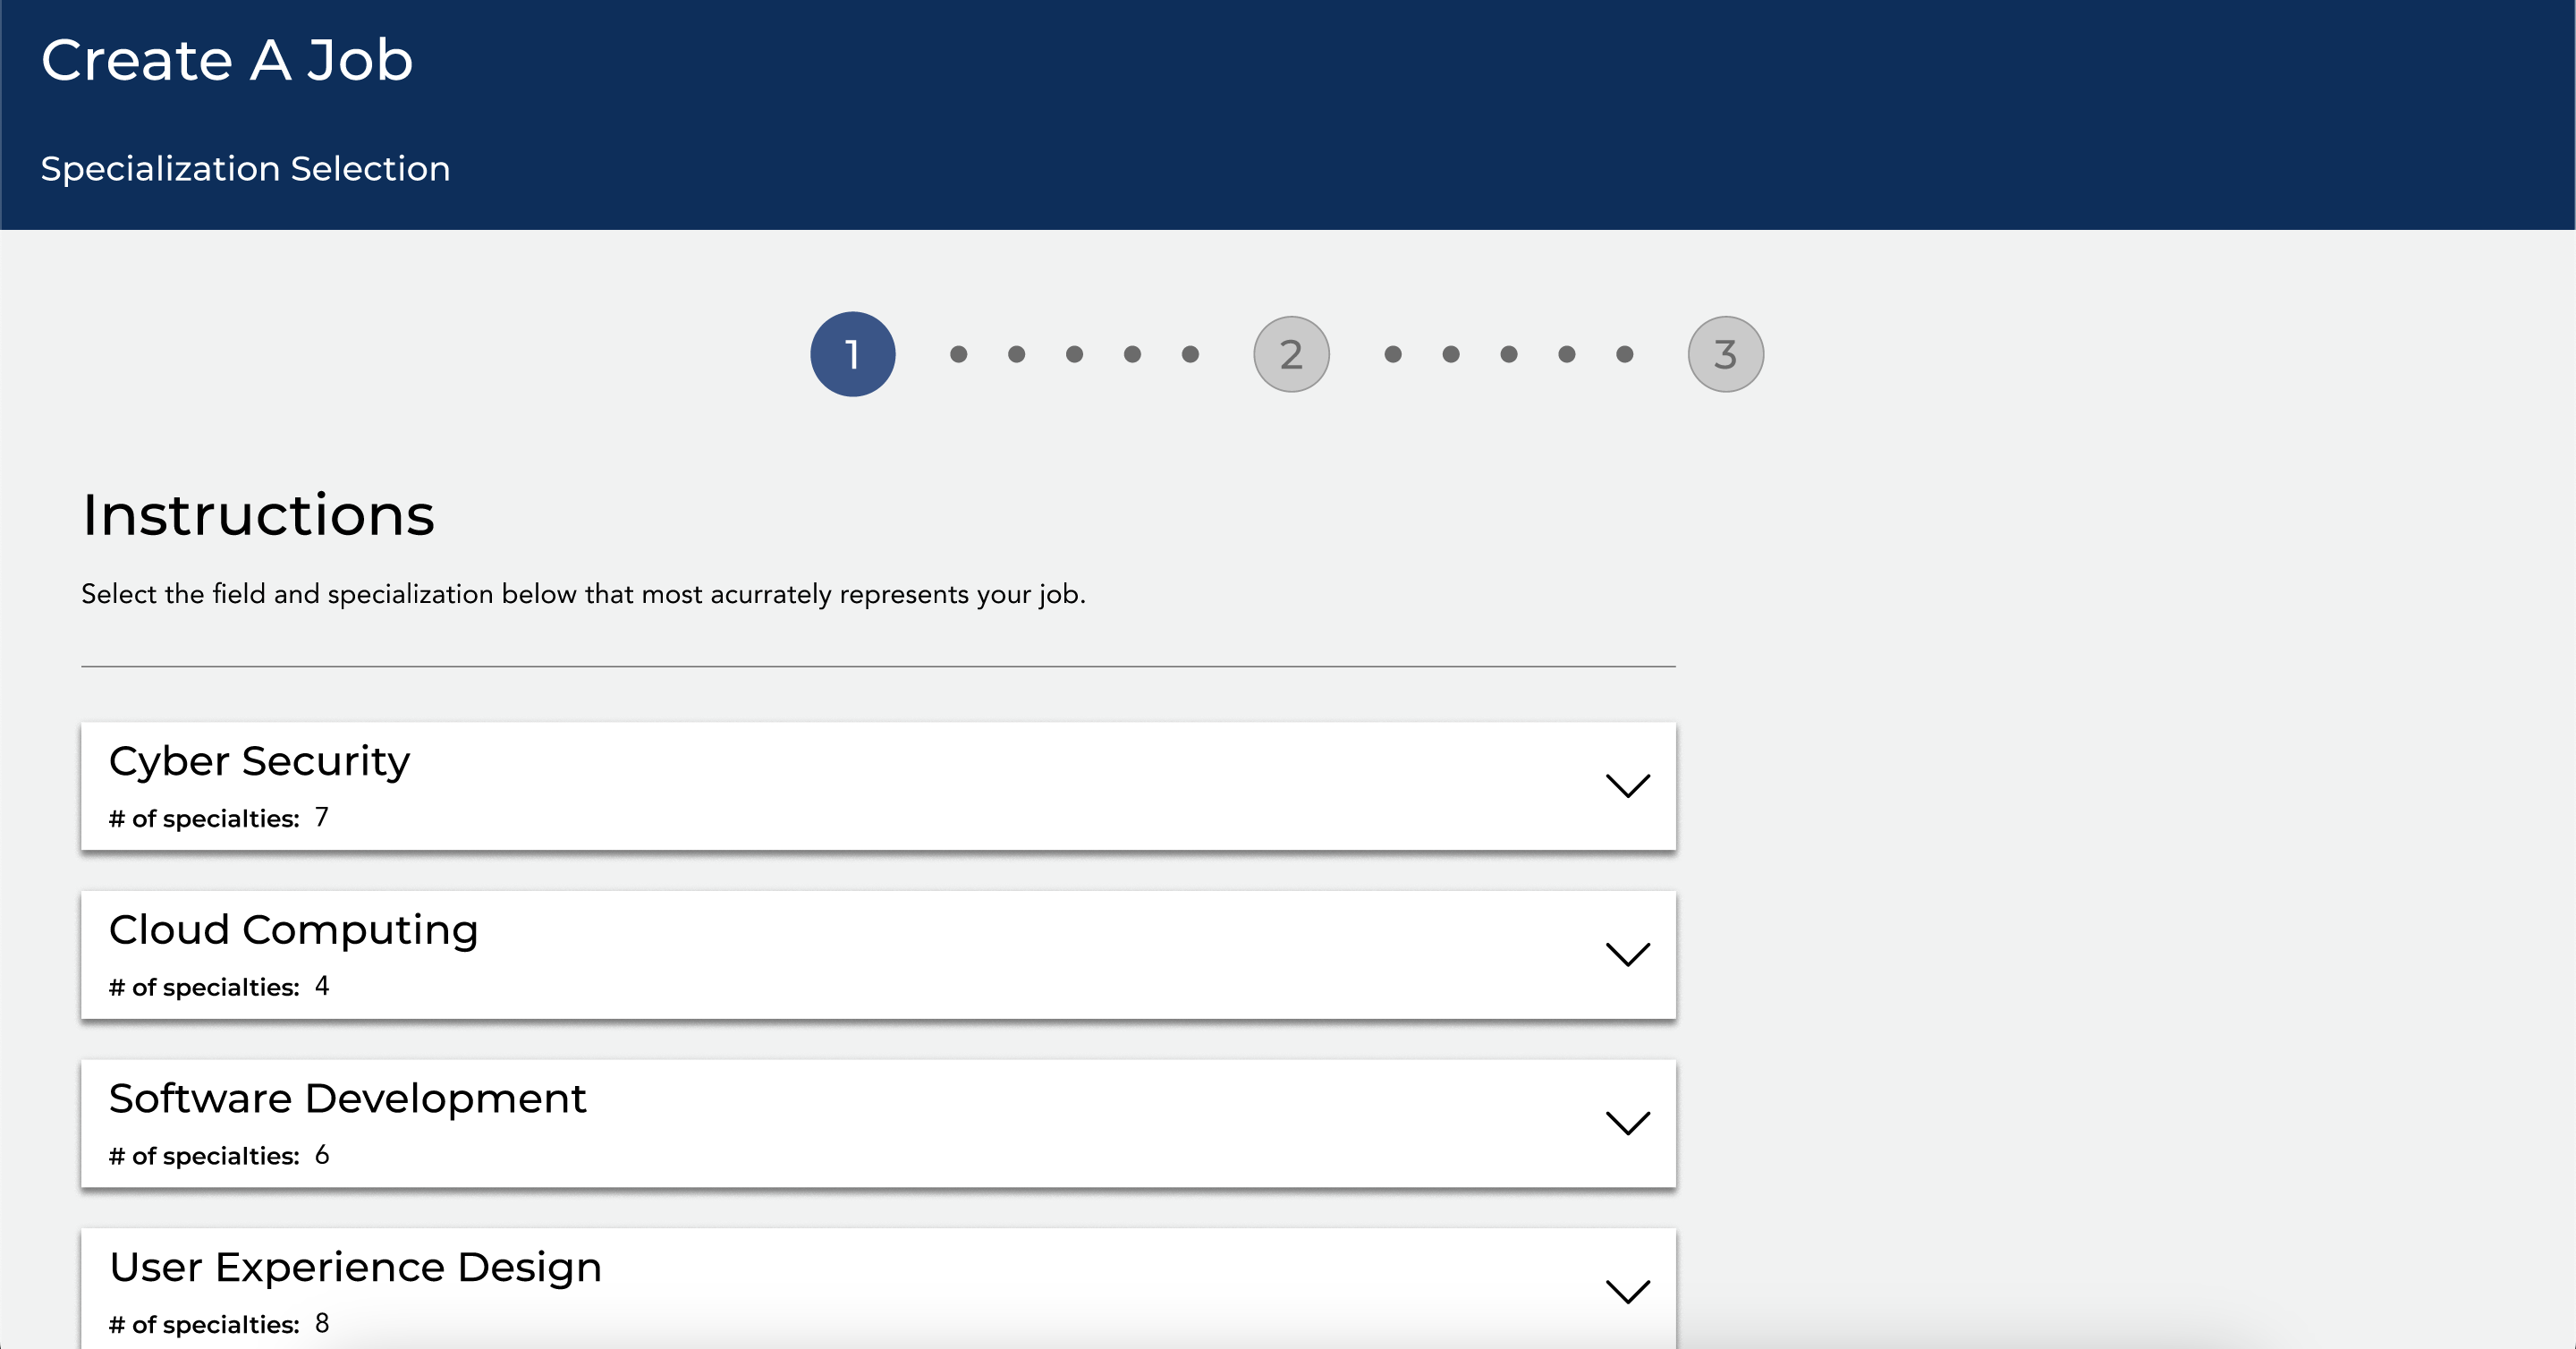 Create A Job
Specialization Selection
1
2
3
Instructions
Select the field and specialization below that most acurrately represents your job.
Cyber Security
# of specialties: 7
Cloud Computing
# of specialties: 4
Software Development
# of specialties: 6
User Experience Design
# of specialties: 8